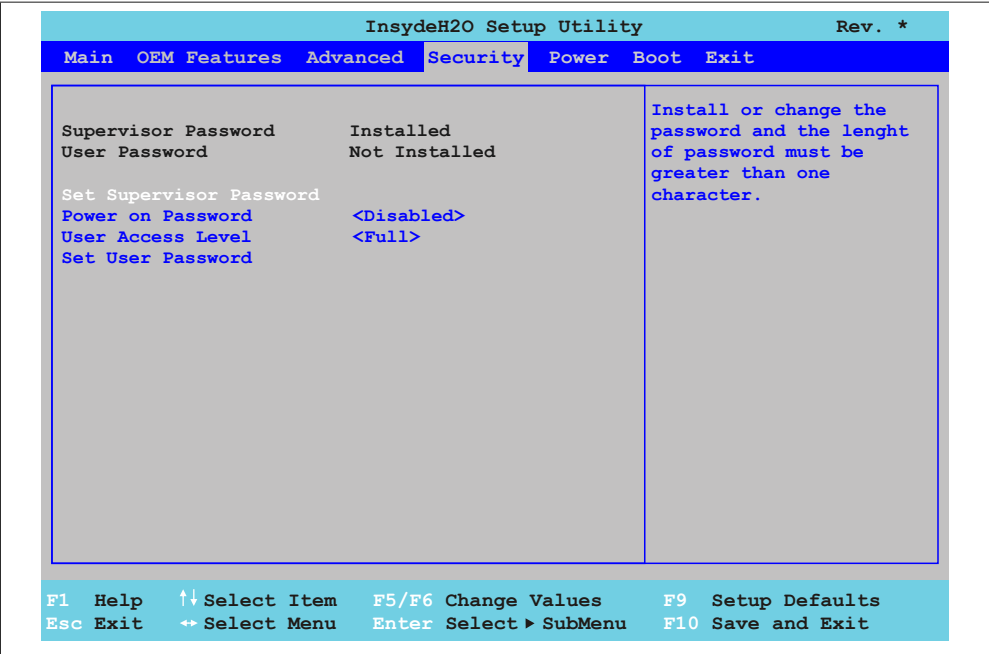 InsydeH2O Setup Utility Rev. *
Main OEM Features Advanced Security Power Boot Exit
Supervisor Password Installed
User Password Not Installed
Set Supervisor Password
Power on Password <Disabled>
User Access Level <Full>
Set User Password
Install or change the
password and the lenght
of password must be
greater than one
character.
F1 Help ↑↓ Select Item F5/F6 Change Values F9 Setup Defaults
Esc Exit ↔ Select Menu Enter Select ▶ SubMenu F10 Save and Exit